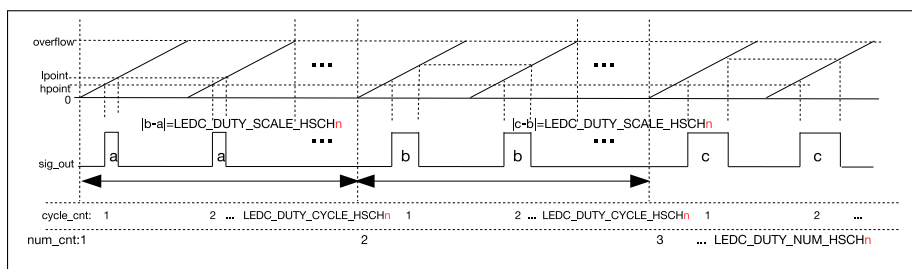 overflow
...
...
lpoint
hpoint
0
|b-a|=LEDC_DUTY_SCALE_HSCHn
|c-b|=LEDC_DUTY_SCALE_HSCHn
...
...
sig_out
a
a
b
b
c
c
cycle_cnt: 1 2 ... LEDC_DUTY_CYCLE_HSCHn 1 2 ... LEDC_DUTY_CYCLE_HSCHn 1 2 ...
num_cnt:1 2 3 ... LEDC_DUTY_NUM_HSCHn